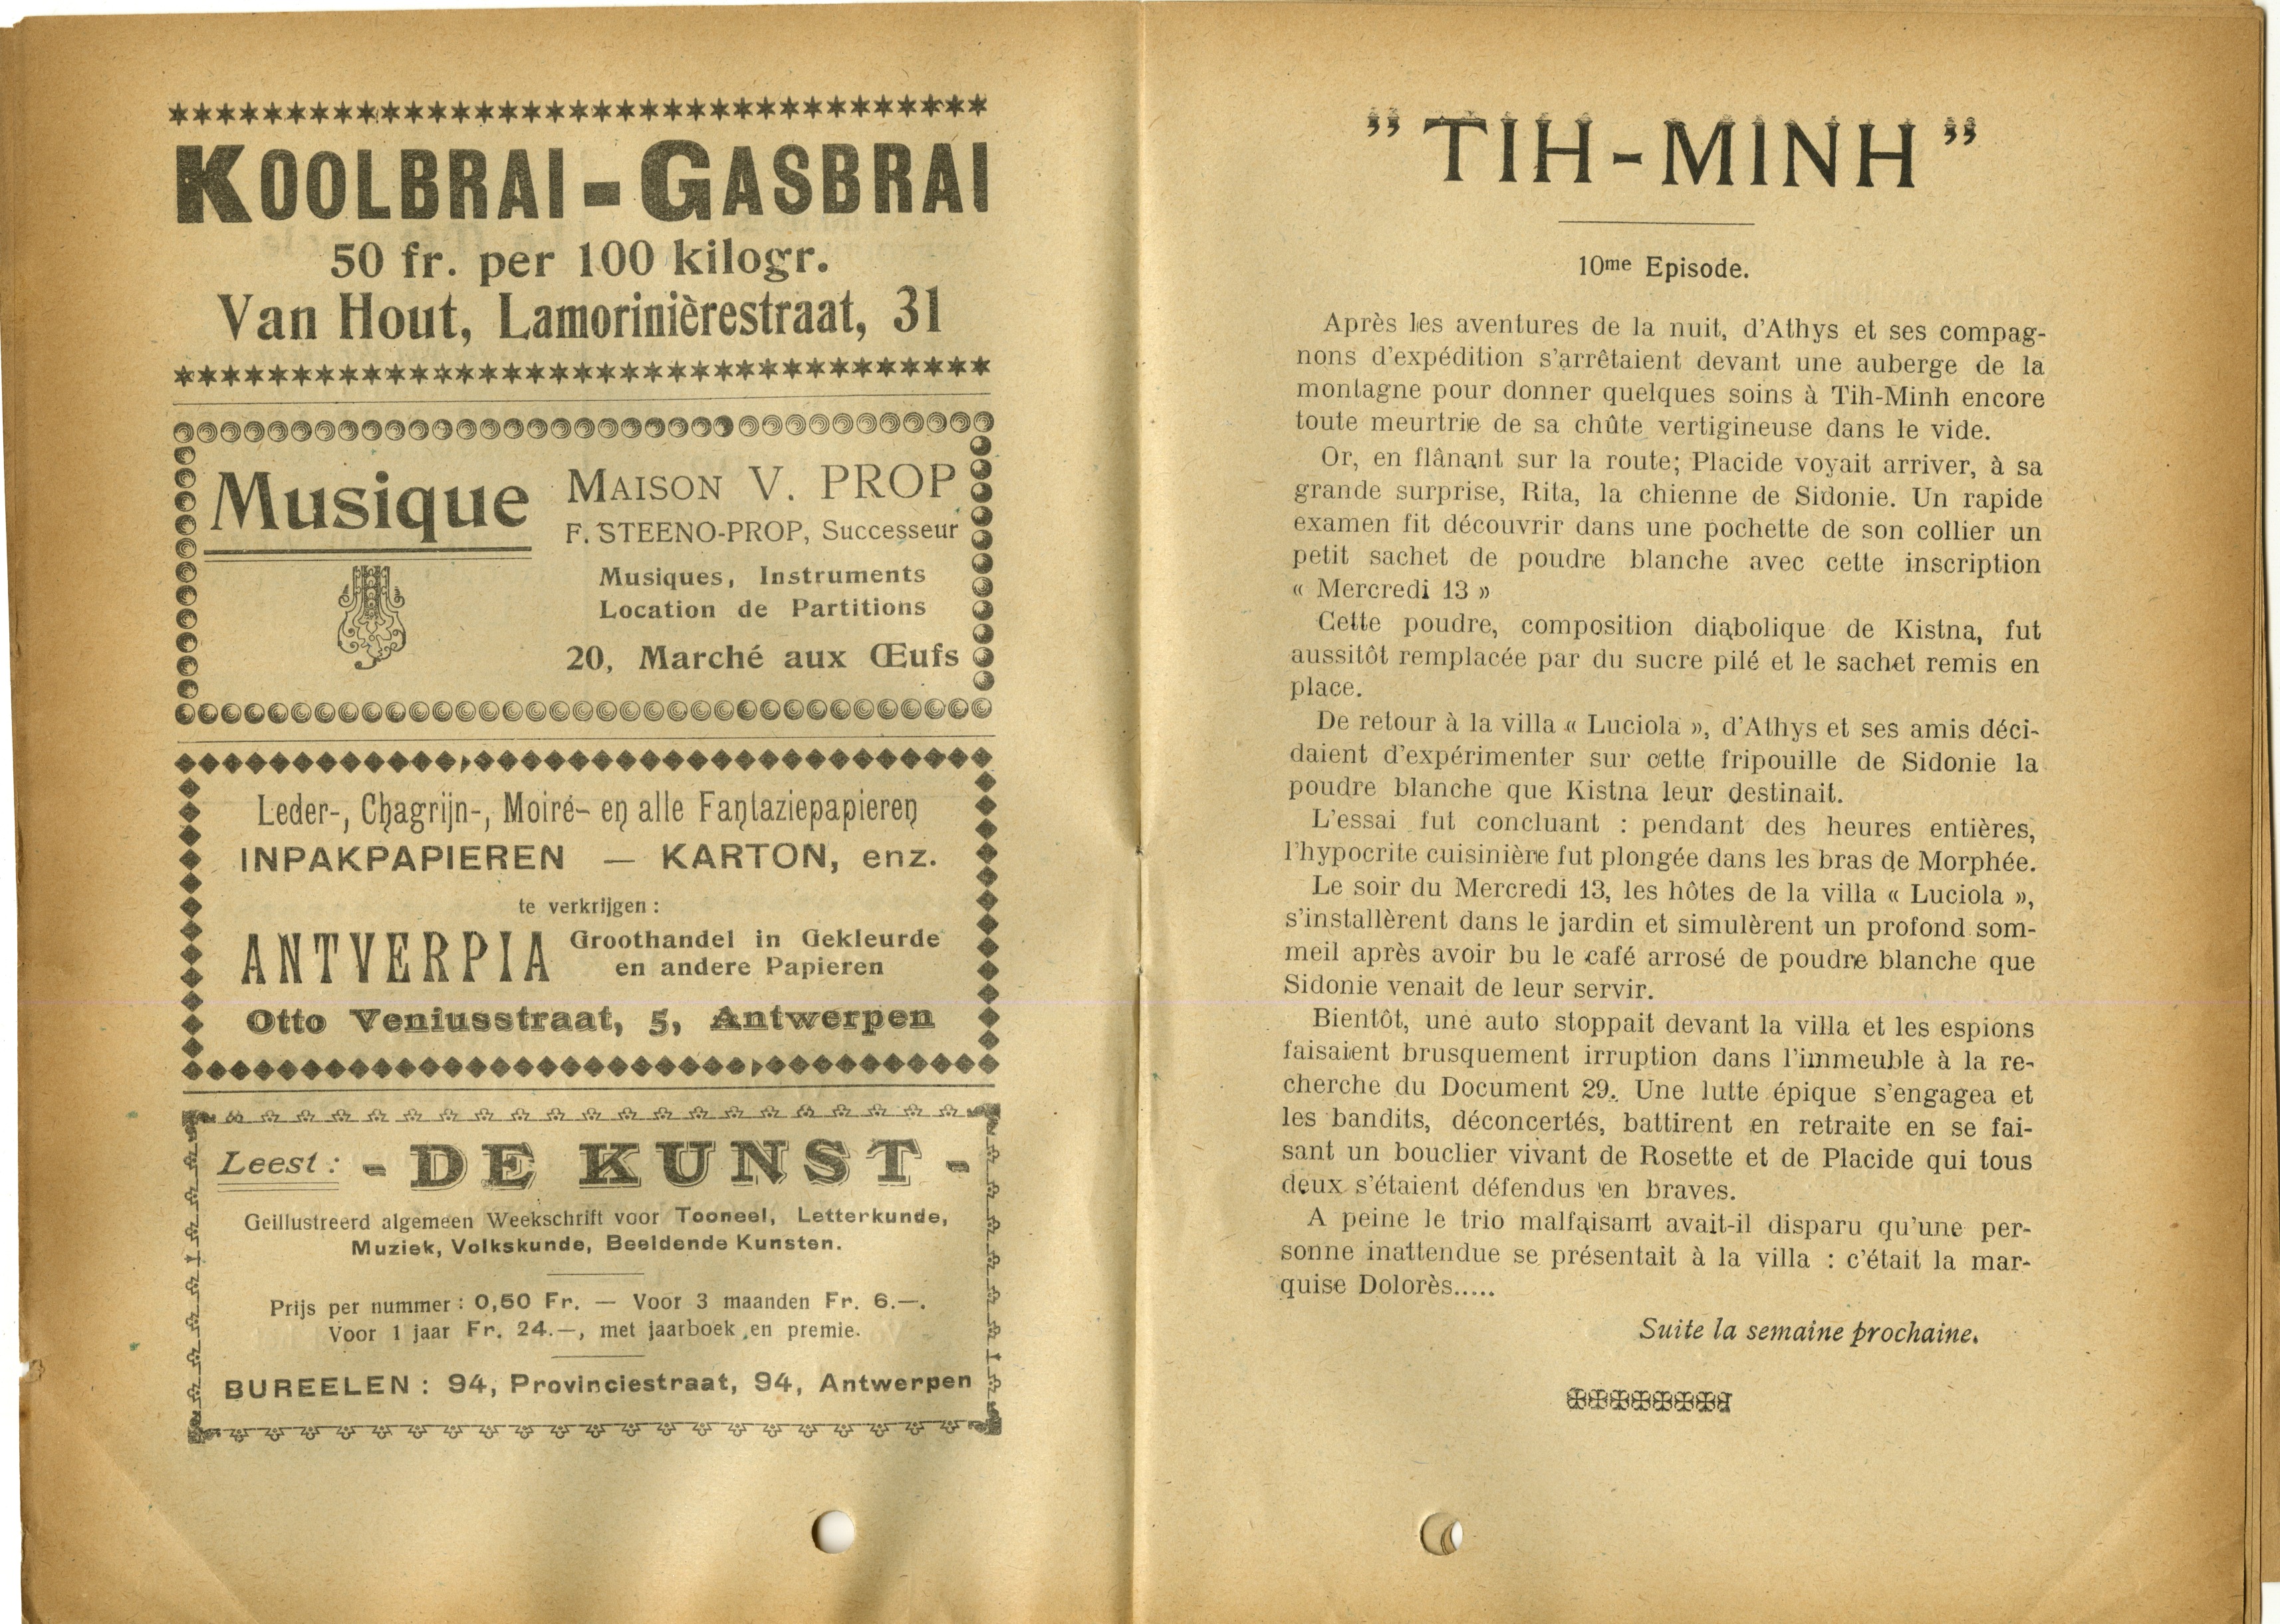 KOOLBRAI - GASBRAI
50 fr. per 100 kilogr.
Van Hout, Lamorinièrestraat, 31
Musique
MAISON V. PROP
F. STEENO-PROP, Successeur
Musiques, Instruments
Location de Partitions
20, Marché aux Œufs
Leder-, Chagrijn-, Moiré- en alle Fantaziepapieren
INPAKPAPIEREN — KARTON, enz.
te verkrijgen :
ANTVERPIA
Groothandel in Gekleurde
en andere Papieren
Otto Veniusstraat, 5, Antwerpen
Leest : - DE KUNST -
Geillustreerd algemeen Weekschrift voor Tooneel, Letterkunde,
Muziek, Volkskunde, Beeldende Kunsten.
Prijs per nummer : 0,50 Fr. — Voor 3 maanden Fr. 6.—.
Voor 1 jaar Fr. 24.—, met jaarboek en premie.
BUREELEN : 94, Provinciestraat, 94, Antwerpen
” TIH-MINH ”
10me Episode.
Après les aventures de la nuit, d'Athys et ses compag-
nons d'expédition s'arrêtaient devant une auberge de la
montagne pour donner quelques soins à Tih-Minh encore
toute meurtrie de sa chûte vertigineuse dans le vide.
Or, en flânant sur la route; Placide voyait arriver, à sa
grande surprise, Rita, la chienne de Sidonie. Un rapide
examen fit découvrir dans une pochette de son collier un
petit sachet de poudre blanche avec cette inscription
« Mercredi 13 »
Cette poudre, composition diabolique de Kistna, fut
aussitôt remplacée par du sucre pilé et le sachet remis en
place.
De retour à la villa « Luciola », d'Athys et ses amis déci-
daient d'expérimenter sur cette fripouille de Sidonie la
poudre blanche que Kistna leur destinait.
L'essai fut concluant : pendant des heures entières,
l'hypocrite cuisinière fut plongée dans les bras de Morphée.
Le soir du Mercredi 13, les hôtes de la villa « Luciola »,
s'installèrent dans le jardin et simulèrent un profond som-
meil après avoir bu le café arrosé de poudre blanche que
Sidonie venait de leur servir.
Bientôt, une auto stoppait devant la villa et les espions
faisaient brusquement irruption dans l'immeuble à la re-
cherche du Document 29. Une lutte épique s'engagea et
les bandits, déconcertés, battirent en retraite en se fai-
sant un bouclier vivant de Rosette et de Placide qui tous
deux s'étaient défendus en braves.
A peine le trio malfaisant avait-il disparu qu'une per-
sonne inattendue se présentait à la villa : c'était la mar-
quise Dolorès.....
Suite la semaine prochaine.